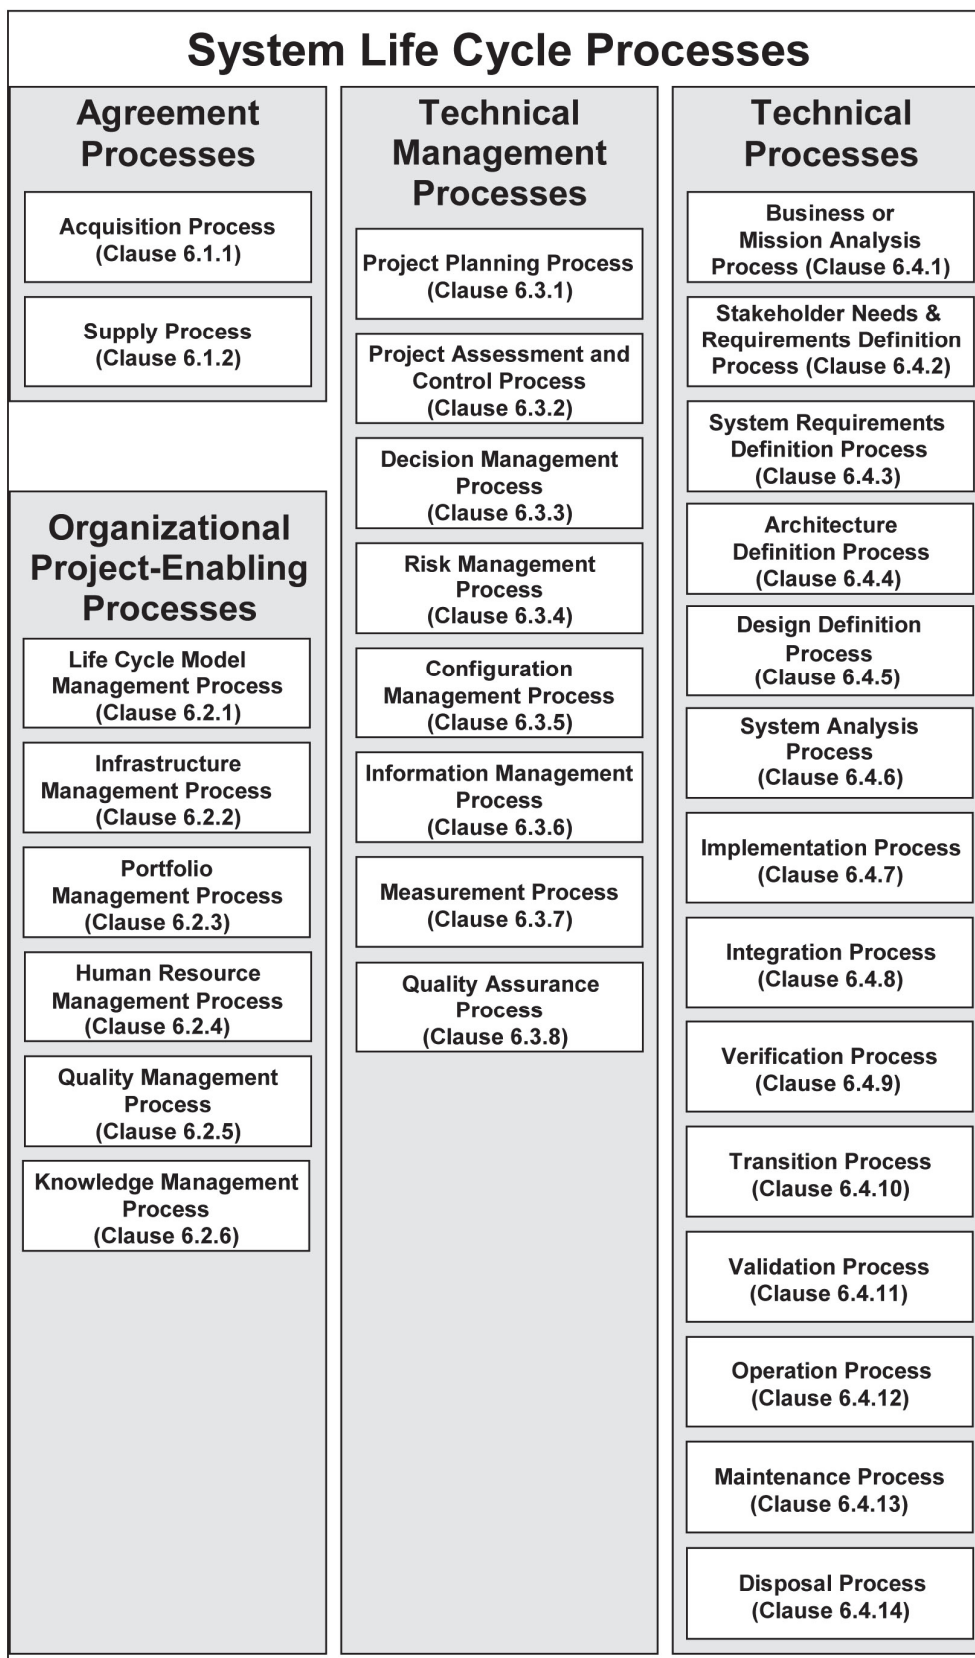 System Life Cycle Processes
Agreement
Processes
Acquisition Process
(Clause 6.1.1)
Supply Process
(Clause 6.1.2)
Organizational
Project-Enabling
Processes
Life Cycle Model
Management Process
(Clause 6.2.1)
Infrastructure
Management Process
(Clause 6.2.2)
Portfolio
Management Process
(Clause 6.2.3)
Human Resource
Management Process
(Clause 6.2.4)
Quality Management
Process
(Clause 6.2.5)
Knowledge Management
Process
(Clause 6.2.6)
Technical
Management
Processes
Project Planning Process
(Clause 6.3.1)
Project Assessment and
Control Process
(Clause 6.3.2)
Decision Management
Process
(Clause 6.3.3)
Risk Management
Process
(Clause 6.3.4)
Configuration
Management Process
(Clause 6.3.5)
Information Management
Process
(Clause 6.3.6)
Measurement Process
(Clause 6.3.7)
Quality Assurance
Process
(Clause 6.3.8)
Technical
Processes
Business or
Mission Analysis
Process (Clause 6.4.1)
Stakeholder Needs &
Requirements Definition
Process (Clause 6.4.2)
System Requirements
Definition Process
(Clause 6.4.3)
Architecture
Definition Process
(Clause 6.4.4)
Design Definition
Process
(Clause 6.4.5)
System Analysis
Process
(Clause 6.4.6)
Implementation Process
(Clause 6.4.7)
Integration Process
(Clause 6.4.8)
Verification Process
(Clause 6.4.9)
Transition Process
(Clause 6.4.10)
Validation Process
(Clause 6.4.11)
Operation Process
(Clause 6.4.12)
Maintenance Process
(Clause 6.4.13)
Disposal Process
(Clause 6.4.14)